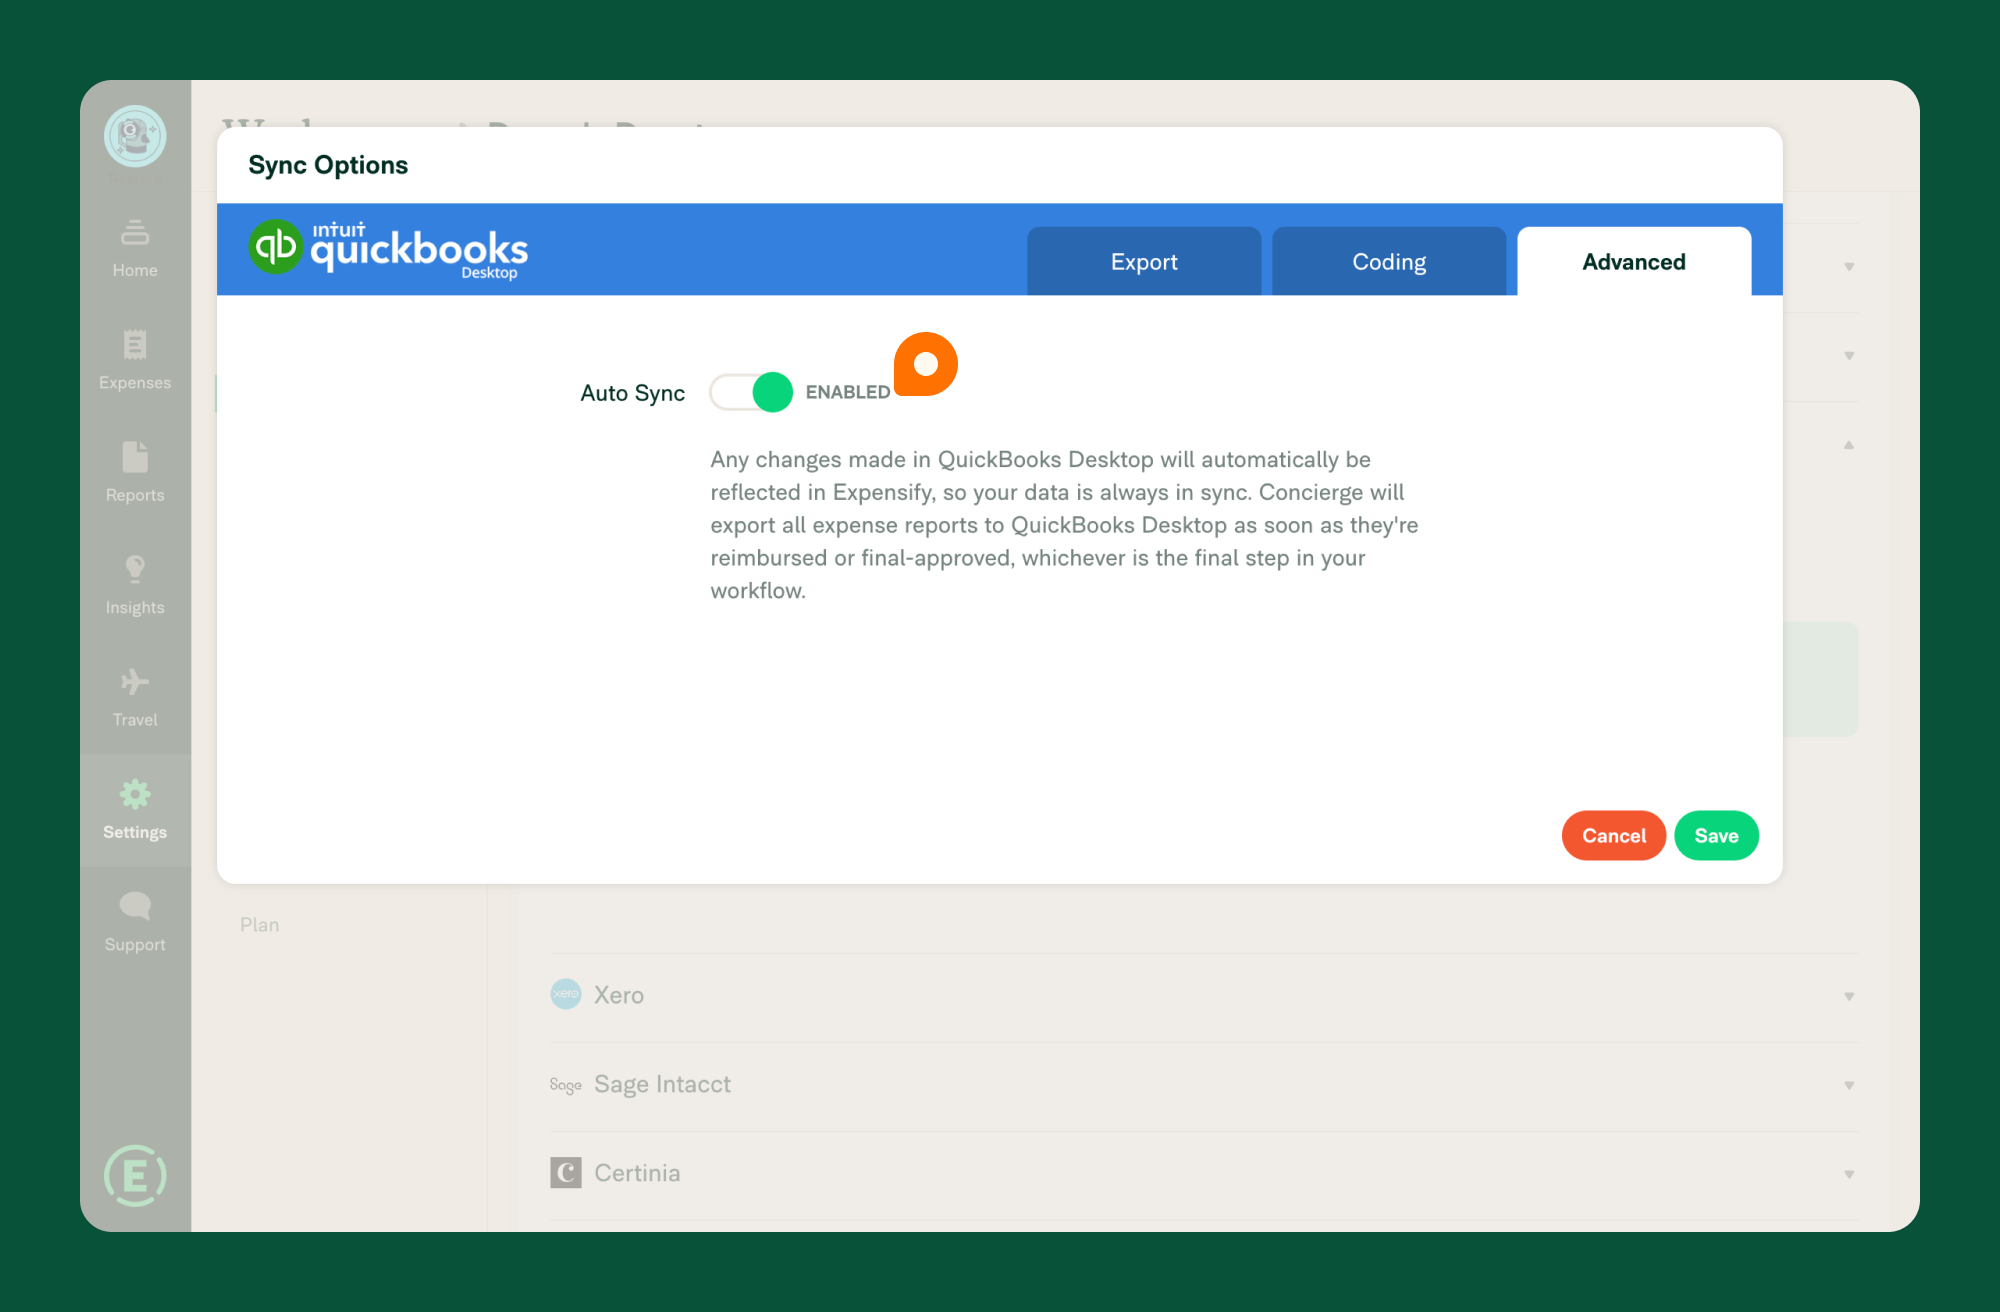 Sync Options
intuit
quickbooks
Desktop
Export
Coding
Advanced
Home
Expenses
Reports
Insights
Travel
Settings
Support
Auto Sync
ENABLED
Any changes made in QuickBooks Desktop will automatically be
reflected in Expensify, so your data is always in sync. Concierge will
export all expense reports to QuickBooks Desktop as soon as they're
reimbursed or final-approved, whichever is the final step in your
workflow.
Cancel
Save
Plan
xero
Xero
Sage
Sage Intacct
C
Certinia
E